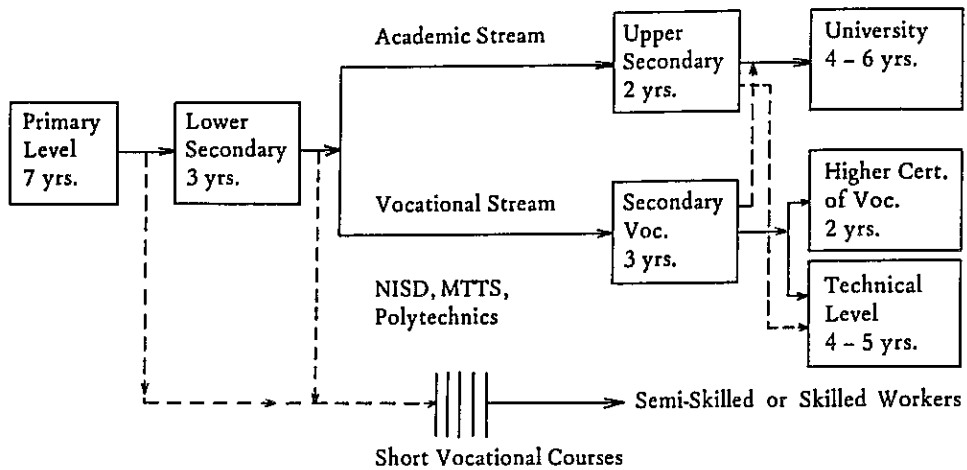 Academic Stream
Upper
Secondary
2 yrs.
University
4 – 6 yrs.
Primary
Level
7 yrs.
Lower
Secondary
3 yrs.
Vocational Stream
Secondary
Voc.
3 yrs.
Higher Cert.
of Voc.
2 yrs.
NISD, MTTS,
Polytechnics
Technical
Level
4 – 5 yrs.
Semi-Skilled or Skilled Workers
Short Vocational Courses